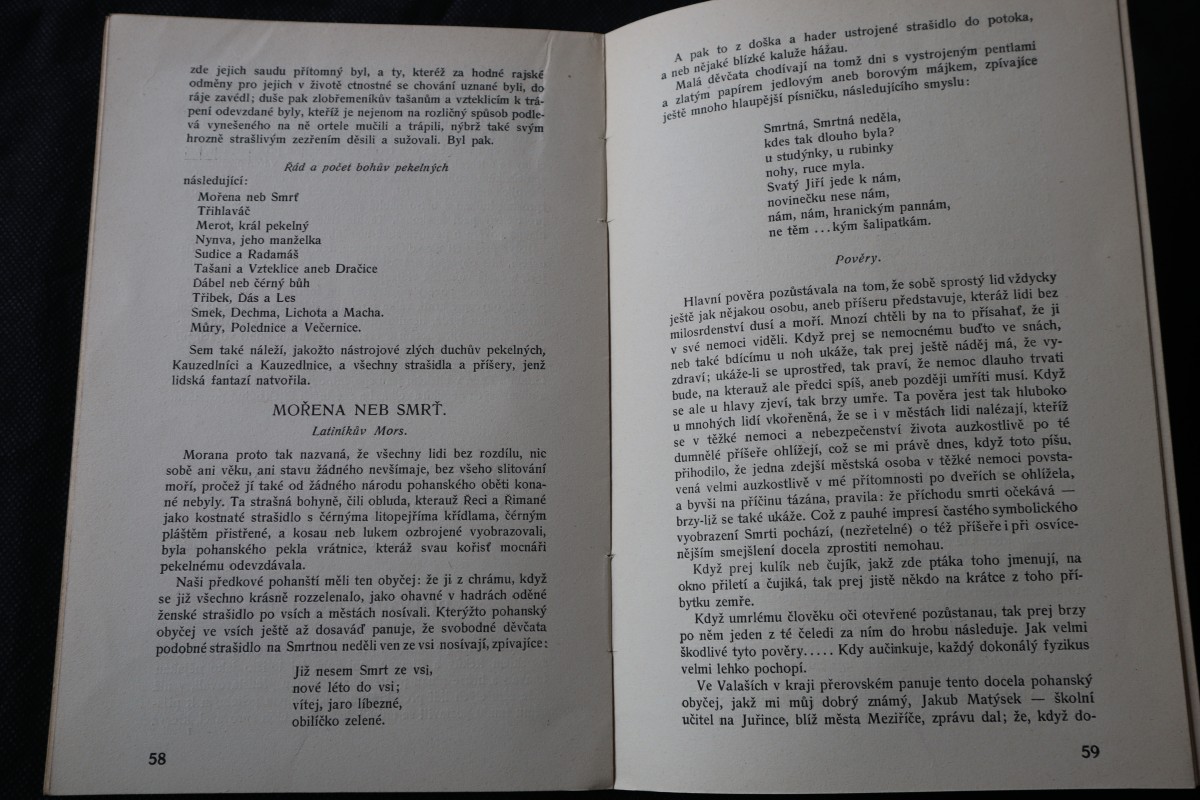 zde jejich saudu přítomný byl, a ty, kteréž za hodné rajské
odměny pro jejich v životě ctnostné se chování uznané byli, do
ráje zavédl; duše pak zlobřemeníkův tašanům a vzteklicím k trá-
pení odevzdané byly, kteříž je nejenom na rozličný spůsob podle-
vá vynešeného na ně ortele mučili a trápili, nýbrž také svým
hrozně strašlivým zezřením děsili a sužovali. Byl pak.
Řád a počet bohův pekelných
následující:
Mořena neb Smrť
Třihlaváč
Merot, král pekelný
Nynva, jeho manželka
Sudice a Radamáš
Tašani a Vzteklice aneb Dračice
Ďábel neb čérný bůh
Třibek, Ďás a Les
Smek, Dechma, Lichota a Macha.
Můry, Polednice a Večernice.
Sem také náleží, jakožto nástrojové zlých duchův pekelných,
Kauzedlníci a Kauzedlnice, a všechny strašidla a příšery, jenž
lidská fantazí natvořila.
MOŘENA NEB SMRŤ.
Latiníkův Mors.
Morana proto tak nazvaná, že všechny lidi bez rozdílu, nic
sobě ani věku, ani stavu žádného nevšímaje, bez všeho slitování
moří, pročež jí také od žádného národu pohanského oběti kona-
né nebyly. Ta strašná bohyně, čili obluda, kterauž Řeci a Římané
jako kostnaté strašidlo s čérnýma litopejříma křídlama, čérným
pláštěm přistřené, a kosau neb lukem ozbrojené vyobrazovali,
byla pohanského pekla vrátnice, kteráž svau kořisť mocnáři
pekelnému odevzdávala.
Naši předkové pohanští měli ten obyčej: že ji z chrámu, když
se již všechno krásně rozzelenalo, jako ohavné v hadrách oděné
ženské strašidlo po vsích a městách nosívali. Kterýžto pohanský
obyčej ve vsích ještě až dosaváď panuje, že svobodné děvčata
podobné strašidlo na Smrtnou neděli ven ze vsi nosívají, zpívajíce:
Již nesem Smrt ze vsi,
nové léto do vsi;
vítej, jaro líbezné,
obilíčko zelené.
58
A pak to z doška a hader ustrojené strašidlo do potoka,
a neb nějaké blízké kaluže házau.
Malá děvčata chodívají na tomž dni s vystrojeným pentlami
a zlatým papírem jedlovým aneb borovým májkem, zpívajíce
ještě mnoho hlaupější písničku, následujícího smyslu:
Smrtná, Smrtná neděla,
kdes tak dlouho byla?
u studýnky, u rubinky
nohy, ruce myla.
Svatý Jiří jede k nám,
novinečku nese nám,
nám, nám, hranickým pannám,
ne těm ...kým šalipatkám.
Pověry.
Hlavní pověra pozůstávala na tom, že sobě sprostý lid vždycky
ještě jak nějakou osobu, aneb příšeru představuje, kteráž lidi bez
milosrdenství dusí a moří. Mnozí chtěli by na to přísahať, že ji
v své nemoci viděli. Když prej se nemocnému buďto ve snách,
neb také bdícímu u noh ukáže, tak prej ještě náděj má, že vy-
zdraví; ukáže-li se uprostřed, tak praví, že nemoc dlauho trvati
bude, na kterauž ale předci spíš, aneb později umříti musí. Když
se ale u hlavy zjeví, tak brzy umře. Ta pověra jest tak hluboko
u mnohých lidí vkořeněná, že se i v městách lidi nalézají, kteříž
se v těžké nemoci a nebezpečenství života auzkostlivě po té
dumnělé příšeře ohlížejí, což se mi právě dnes, když toto píšu,
přihodilo, že jedna zdejší městská osoba v těžké nemoci povsta-
vená velmi auzkostlivě v mé přítomnosti po dveřích se ohlížela,
a byvši na příčinu tázána, pravila: že příchodu smrti očekává —
brzy-liž se také ukáže. Což z pauhé impresí častého symbolického
vyobrazení Smrti pochází, (nezřetelné) o též příšeře i při osvíce-
nějším smejšlení docela zprostiti nemohau.
Když prej kulík neb čujík, jakž zde ptáka toho jmenují, na
okno přiletí a čujiká, tak prej jistě někdo na krátce z toho pří-
bytku zemře.
Když umrlému člověku oči otevřené pozůstanau, tak prej brzy
po něm jeden z té čeledi za ním do hrobu následuje. Jak velmi
škodlivé tyto pověry..... Kdy aučinkuje, každý dokonálý fyzikus
velmi lehko pochopí.
Ve Valaších v kraji přerovském panuje tento docela pohanský
obyčej, jakž mi můj dobrý známý, Jakub Matýsek — školní
učitel na Juřince, blíž města Meziříče, zprávu dal; že, když do-
59